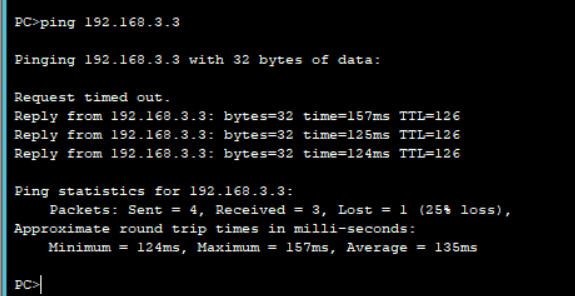 PC>ping 192.168.3.3
Pinging 192.168.3.3 with 32 bytes of data:
Request timed out.
Reply from 192.168.3.3: bytes=32 time=157ms TTL=126
Reply from 192.168.3.3: bytes=32 time=125ms TTL=126
Reply from 192.168.3.3: bytes=32 time=124ms TTL=126
Ping statistics for 192.168.3.3:
    Packets: Sent = 4, Received = 3, Lost = 1 (25% loss),
Approximate round trip times in milli-seconds:
    Minimum = 124ms, Maximum = 157ms, Average = 135ms
PC>